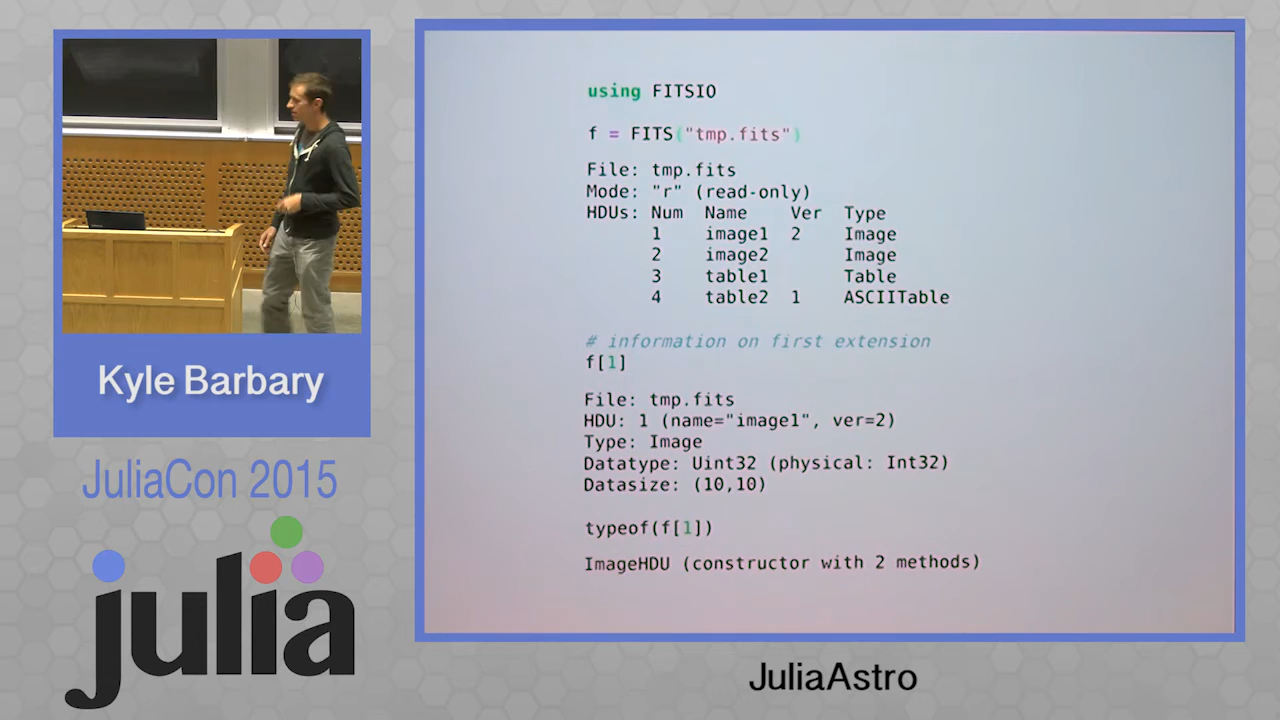 Kyle Barbary
JuliaCon 2015
julia
using FITSIO
f = FITS("tmp.fits")
File: tmp.fits
Mode: "r" (read-only)
HDUs: Num Name Ver Type
1 image1 2 Image
2 image2 Image
3 table1 Table
4 table2 1 ASCIITable
# information on first extension
f[1]
File: tmp.fits
HDU: 1 (name="image1", ver=2)
Type: Image
Datatype: Uint32 (physical: Int32)
Datasize: (10,10)
typeof(f[1])
ImageHDU (constructor with 2 methods)
JuliaAstro